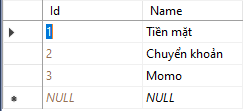 Id Name
1 Tiền mặt
2 Chuyển khoản
3 Momo
NULL NULL